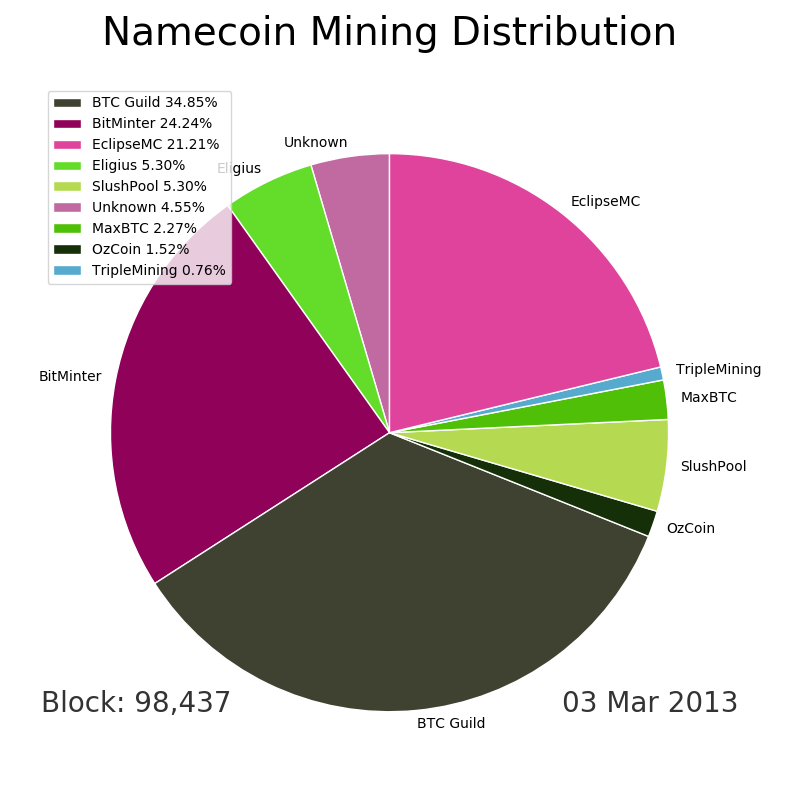 Namecoin Mining Distribution
BTC Guild 34.85%
BitMinter 24.24%
EclipseMC 21.21%
Eligius 5.30%
SlushPool 5.30%
Unknown 4.55%
MaxBTC 2.27%
OzCoin 1.52%
TripleMining 0.76%
Unknown
Eligius
EclipseMC
BitMinter
TripleMining
MaxBTC
SlushPool
OzCoin
BTC Guild
Block: 98,437
03 Mar 2013